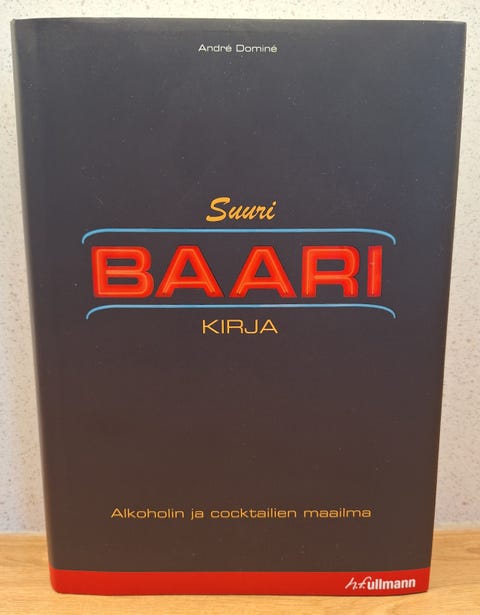 André Dominé
Suuri
BAARI
KIRJA
Alkoholin ja cocktailien maailma
h.f.ullmann